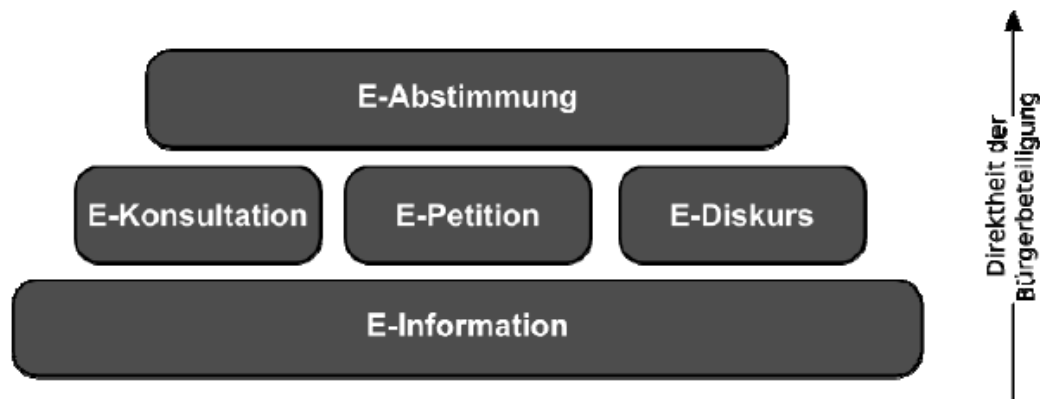 E-Abstimmung
E-Konsultation
E-Petition
E-Diskurs
E-Information
Direktheit der
Bürgerbeteiligung